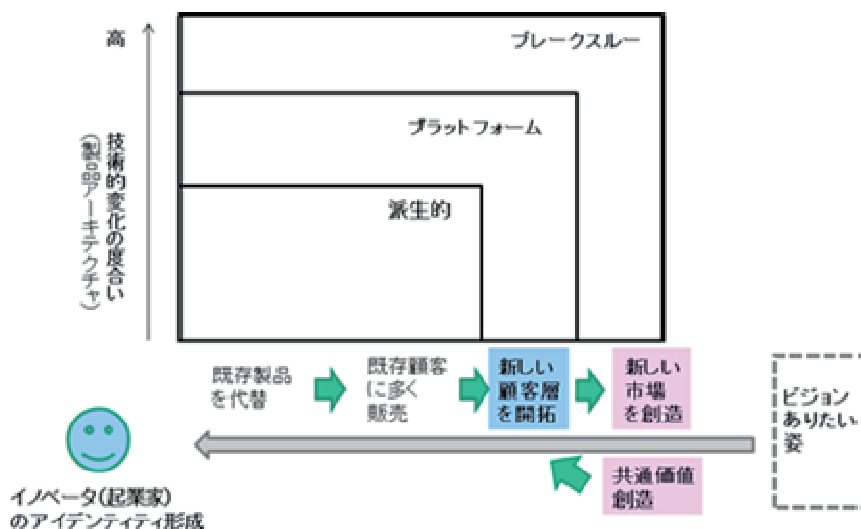 高
ブレークスルー
プラットフォーム
派生的
技術的変化の度合い
(製品アーキテクチャ)
既存製品
を代替
既存顧客
に多く
販売
新しい
顧客層
を開拓
新しい
市場
を創造
ビジョン
ありたい
姿
共通価値
創造
イノベータ(起業家)
のアイデンティティ形成